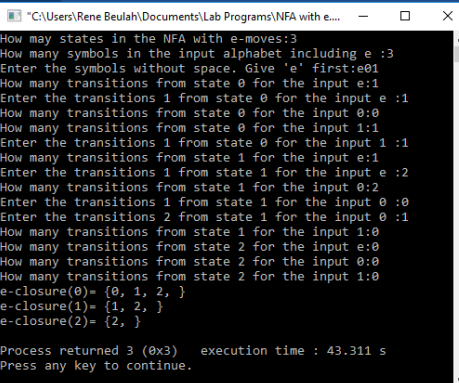 "C:\Users\Rene Beulah\Documents\Lab Programs\NFA with e....
How may states in the NFA with e-moves:3
How many symbols in the input alphabet including e :3
Enter the symbols without space. Give 'e' first:e01
How many transitions from state 0 for the input e:1
Enter the transitions 1 from state 0 for the input e :1
How many transitions from state 0 for the input 0:0
How many transitions from state 0 for the input 1:1
Enter the transitions 1 from state 0 for the input 1 :1
How many transitions from state 1 for the input e:1
Enter the transitions 1 from state 1 for the input e :2
How many transitions from state 1 for the input 0:2
Enter the transitions 1 from state 1 for the input 0 :0
Enter the transitions 2 from state 1 for the input 0 :1
How many transitions from state 1 for the input 1:0
How many transitions from state 2 for the input e:0
How many transitions from state 2 for the input 0:0
How many transitions from state 2 for the input 1:0
e-closure(0)= {0, 1, 2, }
e-closure(1)= {1, 2, }
e-closure(2)= {2, }
Process returned 3 (0x3)   execution time : 43.311 s
Press any key to continue.